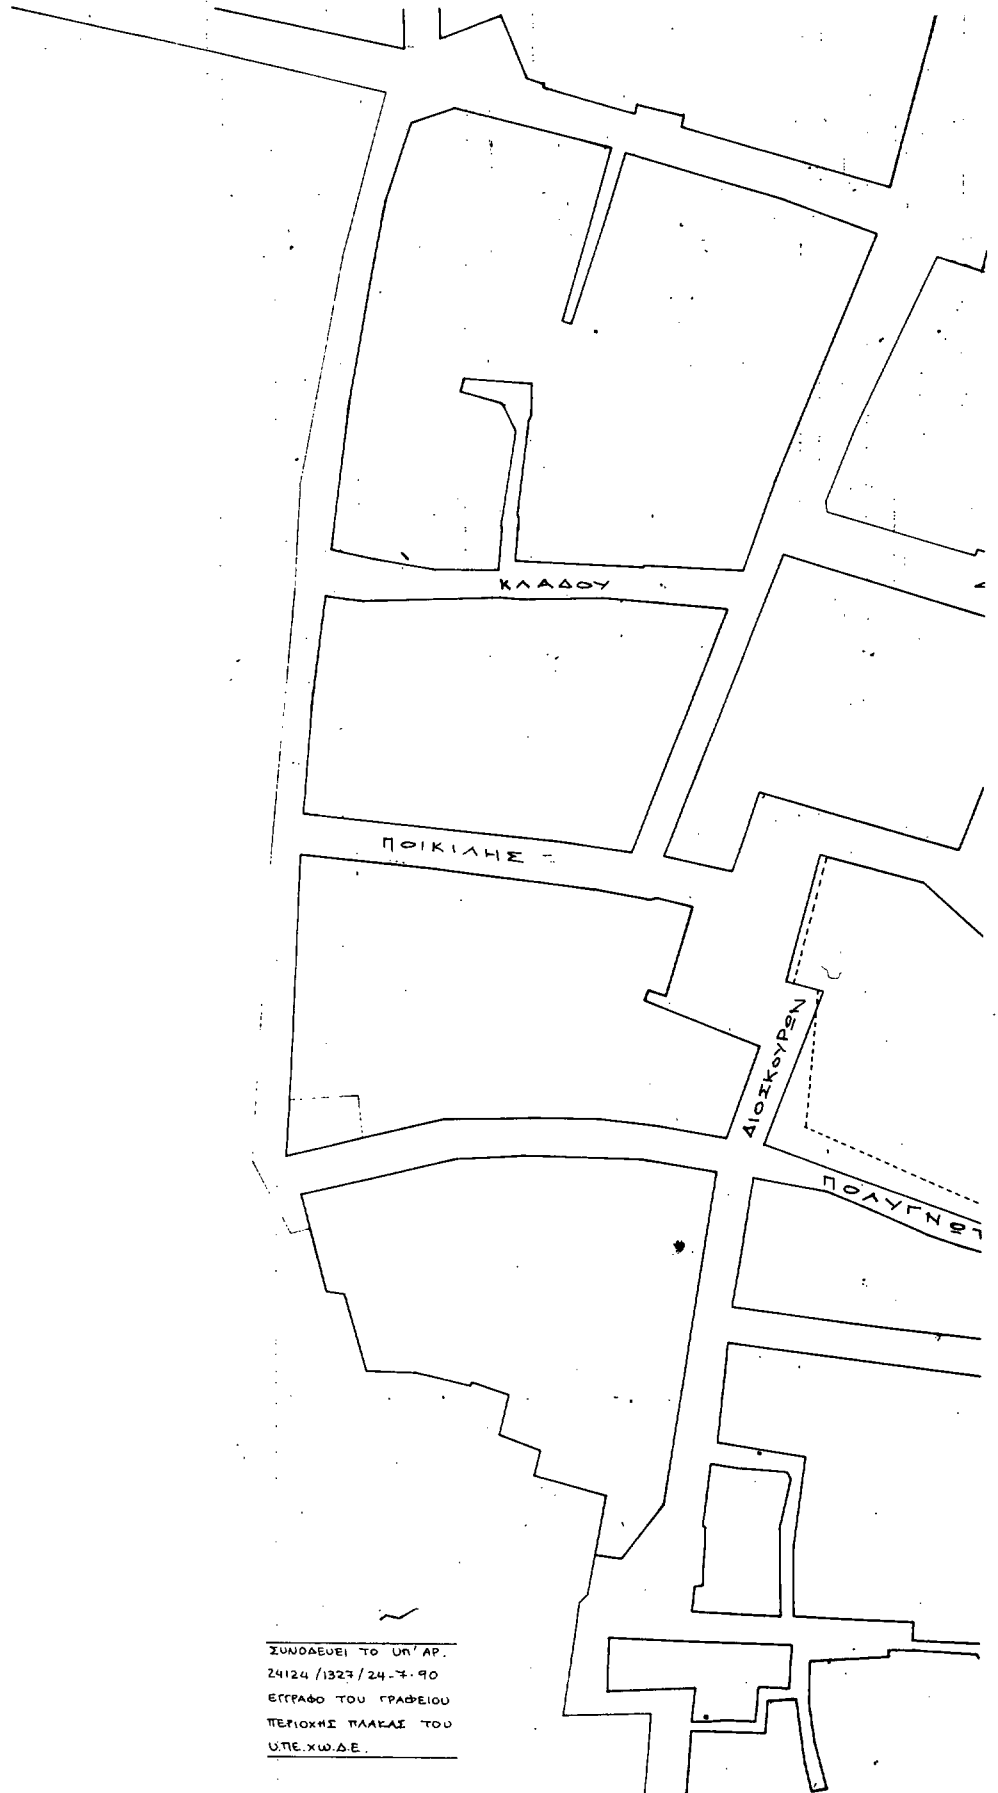 ΚΛΑΔΟΥ
ΠΟΙΚΙΛΗΣ
ΔΙΟΣΚΟΥΡΩΝ
ΠΟΛΥΓΝΩΤ
ΣΥΝΟΔΕΥΕΙ ΤΟ ΥΠ' ΑΡ.
24124/1327/24-7-90
ΕΓΓΡΑΦΟ ΤΟΥ ΓΡΑΦΕΙΟΥ
ΠΕΡΙΟΧΗΣ ΠΛΑΚΑΣ ΤΟΥ
Υ.ΠΕ.ΧΩ.Δ.Ε.